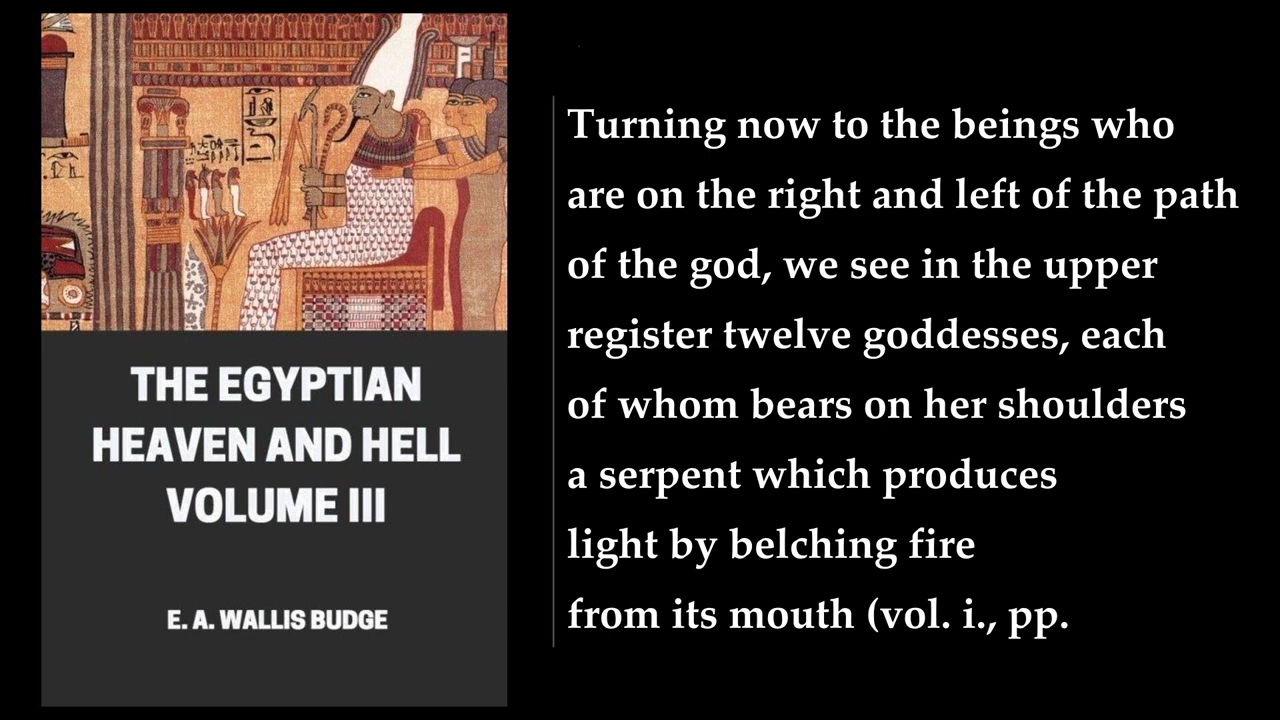 THE EGYPTIAN
HEAVEN AND HELL
VOLUME III
E. A. WALLIS BUDGE
Turning now to the beings who
are on the right and left of the path
of the god, we see in the upper
register twelve goddesses, each
of whom bears on her shoulders
a serpent which produces
light by belching fire
from its mouth (vol. i., pp.